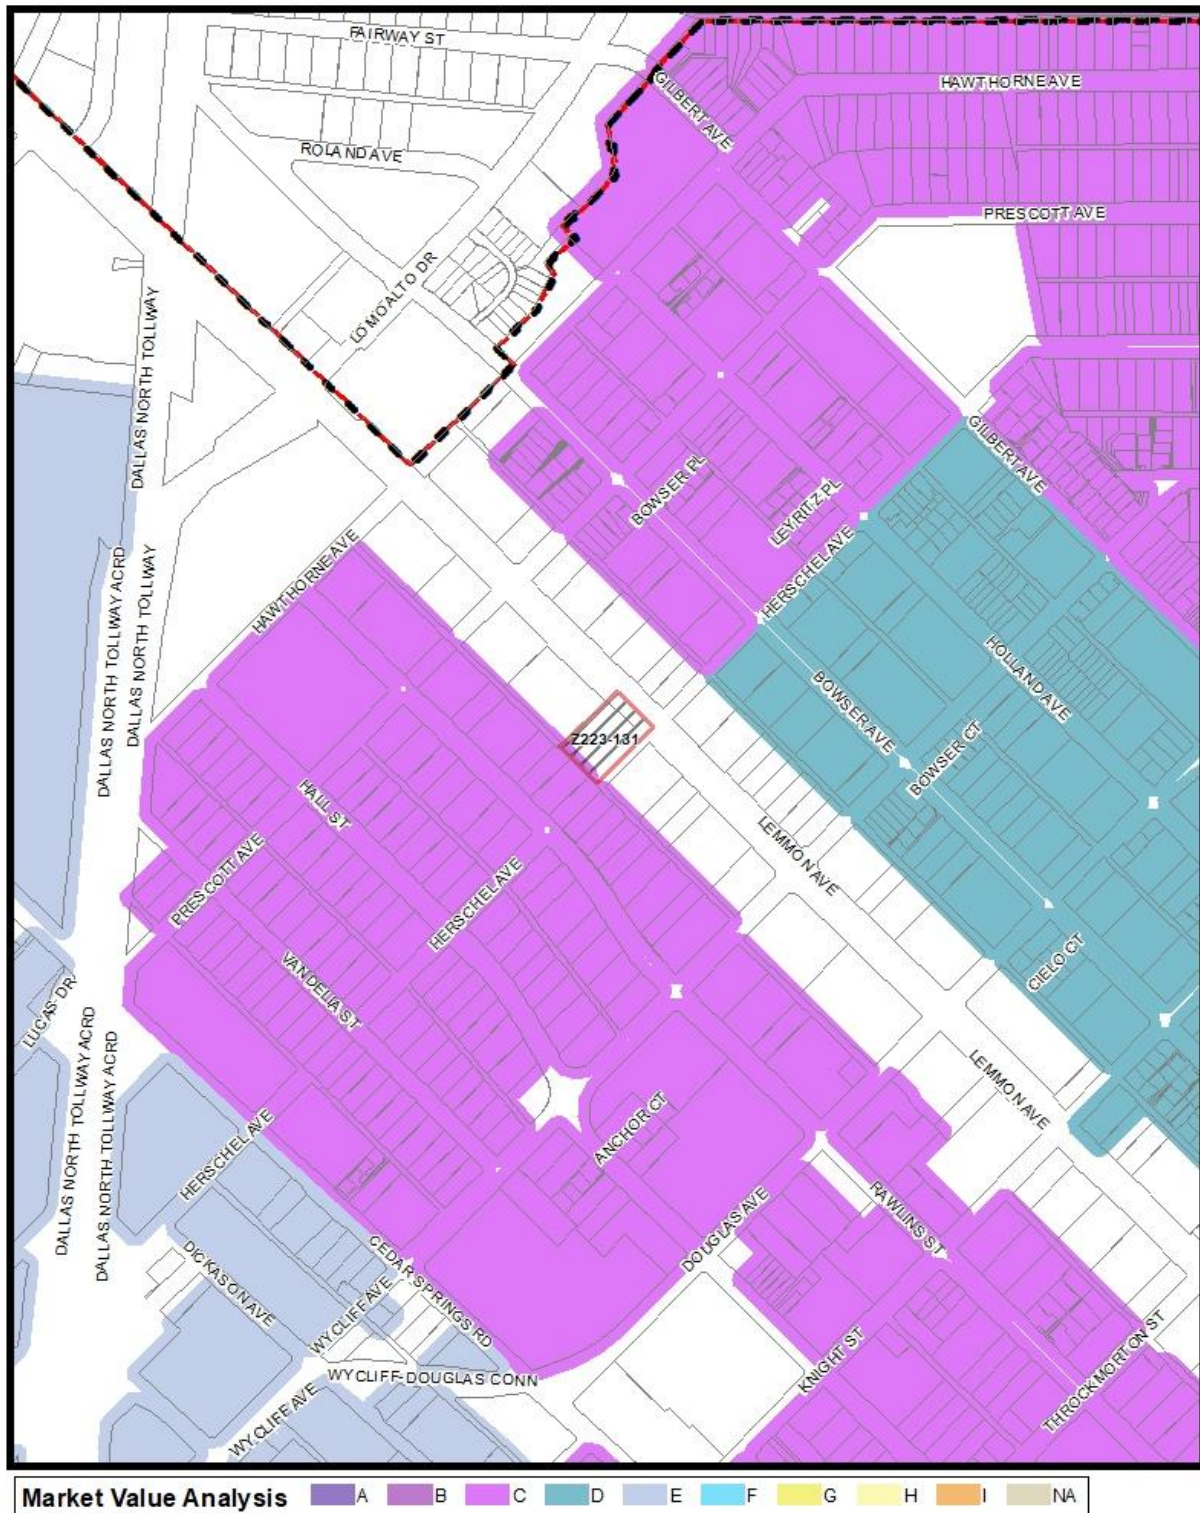 FAIRWAY ST
GILBERT AVE
HAWTHORNE AVE
ROLAND AVE
PRESCOTT AVE
LOMO ALTO DR
DALLAS NORTH TOLLWAY
GILBERT AVE
BOWSER PL
LEYRITZ PL
HERSCHEL AVE
HAWTHORNE AVE
DALLAS NORTH TOLLWAY ACRD
DALLAS NORTH TOLLWAY
HOLLAND AVE
BOWSER AVE
BOWSER CT
Z223-131
HALL ST
LEMMON AVE
PRESCOTT AVE
HERSCHEL AVE
CIELO CT
VANDELIA ST
LUCAS DR
DALLAS NORTH TOLLWAY ACRD
DALLAS NORTH TOLLWAY ACRD
LEMMON AVE
ANCHOR CT
HERSCHEL AVE
RAWLINS ST
DOUGLAS AVE
DICKASON AVE
CEDAR SPRINGS RD
WYCLIFF AVE
KNIGHT ST
THROCKMORTON ST
WYCLIFF-DOUGLAS CONN
WYCLIFF AVE
Market Value Analysis A B C D E F G H I NA